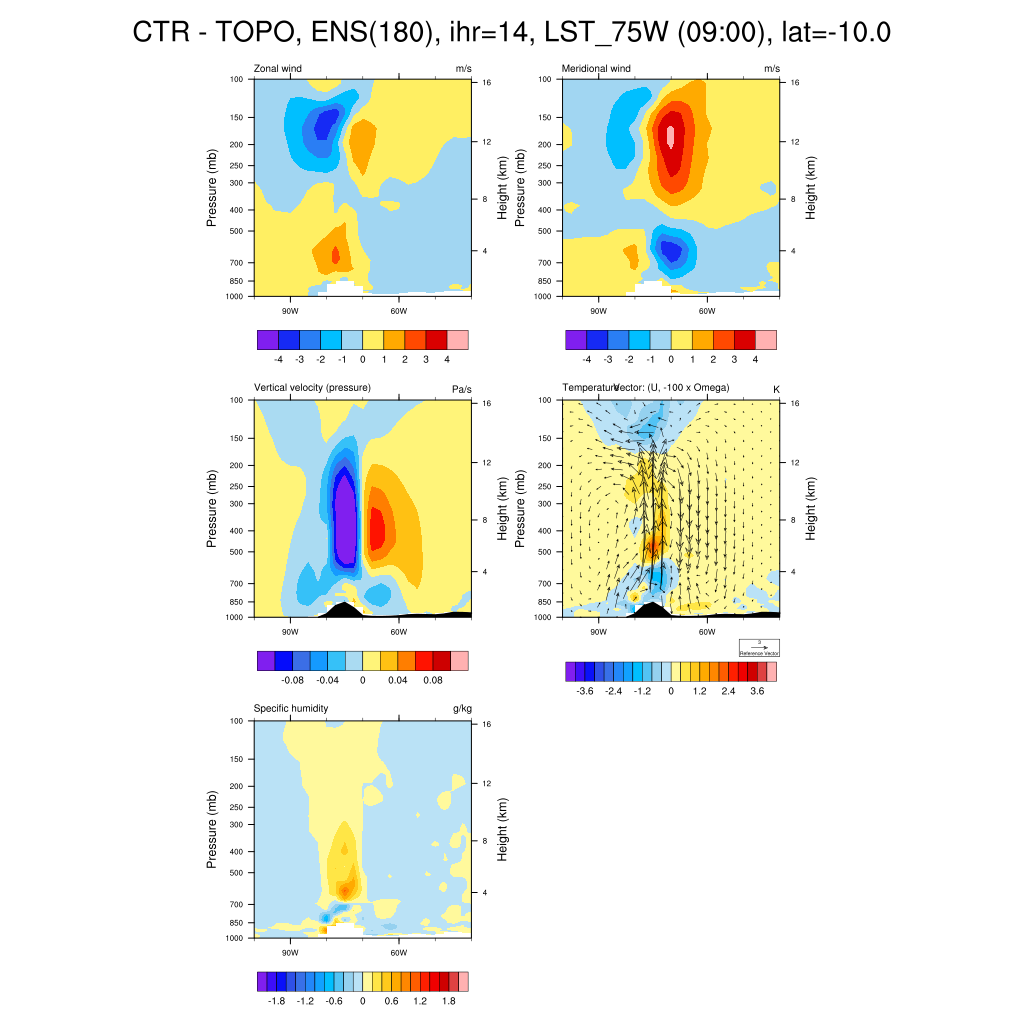 CTR - TOPO, ENS(180), ihr=14, LST_75W (09:00), lat=-10.0
Zonal wind m/s
Pressure (mb)
100
150
200
250
300
400
500
700
850
1000
16
12
8
4
Height (km)
90W 60W
-4 -3 -2 -1 0 1 2 3 4
Meridional wind m/s
Pressure (mb)
100
150
200
250
300
400
500
700
850
1000
16
12
8
4
Height (km)
90W 60W
-4 -3 -2 -1 0 1 2 3 4
Vertical velocity (pressure) Pa/s
Pressure (mb)
100
150
200
250
300
400
500
700
850
1000
16
12
8
4
Height (km)
90W 60W
-0.08 -0.04 0 0.04 0.08
Temperature Vector: (U, -100 x Omega) K
Pressure (mb)
100
150
200
250
300
400
500
700
850
1000
16
12
8
4
Height (km)
90W 60W
3
Reference Vector
-3.6 -2.4 -1.2 0 1.2 2.4 3.6
Specific humidity g/kg
Pressure (mb)
100
150
200
250
300
400
500
700
850
1000
16
12
8
4
Height (km)
90W 60W
-1.8 -1.2 -0.6 0 0.6 1.2 1.8